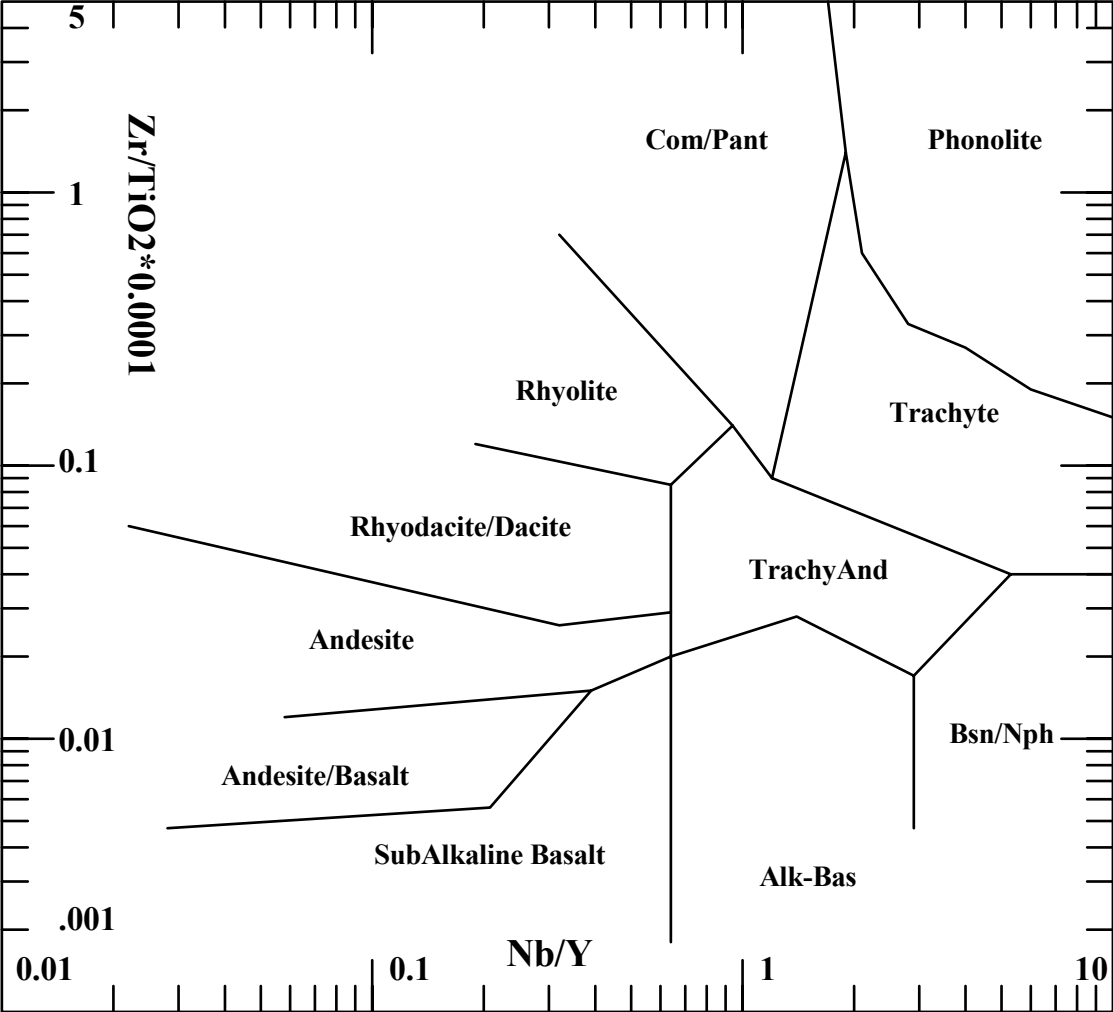 5
Zr/TiO2*0.0001
Com/Pant
Phonolite
1
Rhyolite
Trachyte
0.1
Rhyodacite/Dacite
TrachyAnd
Andesite
0.01
Bsn/Nph
Andesite/Basalt
SubAlkaline Basalt
Alk-Bas
.001
0.01
0.1
Nb/Y
1
10